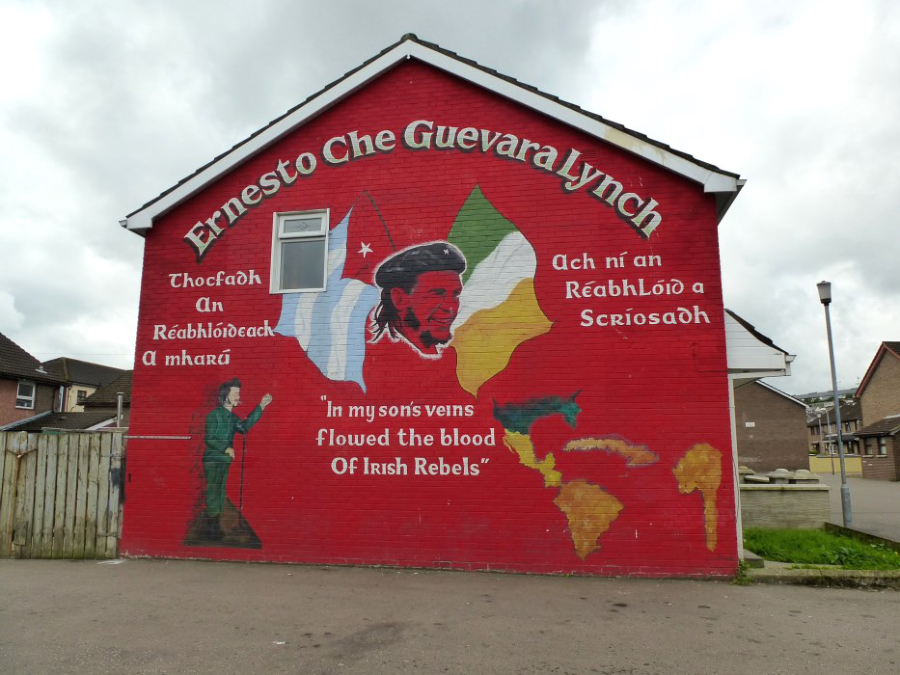 Ernesto Che Guevara Lynch
Thocfadh
An
Réabhlóideach
A mharú
Ach ní an
Réabhlóid a
Scriosadh
"In my son's veins
flowed the blood
Of Irish Rebels"